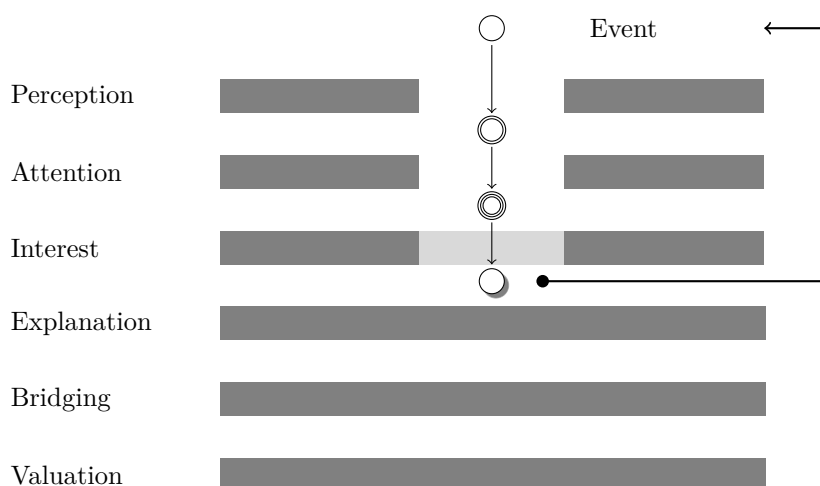 Event
Perception
Attention
Interest
Explanation
Bridging
Valuation